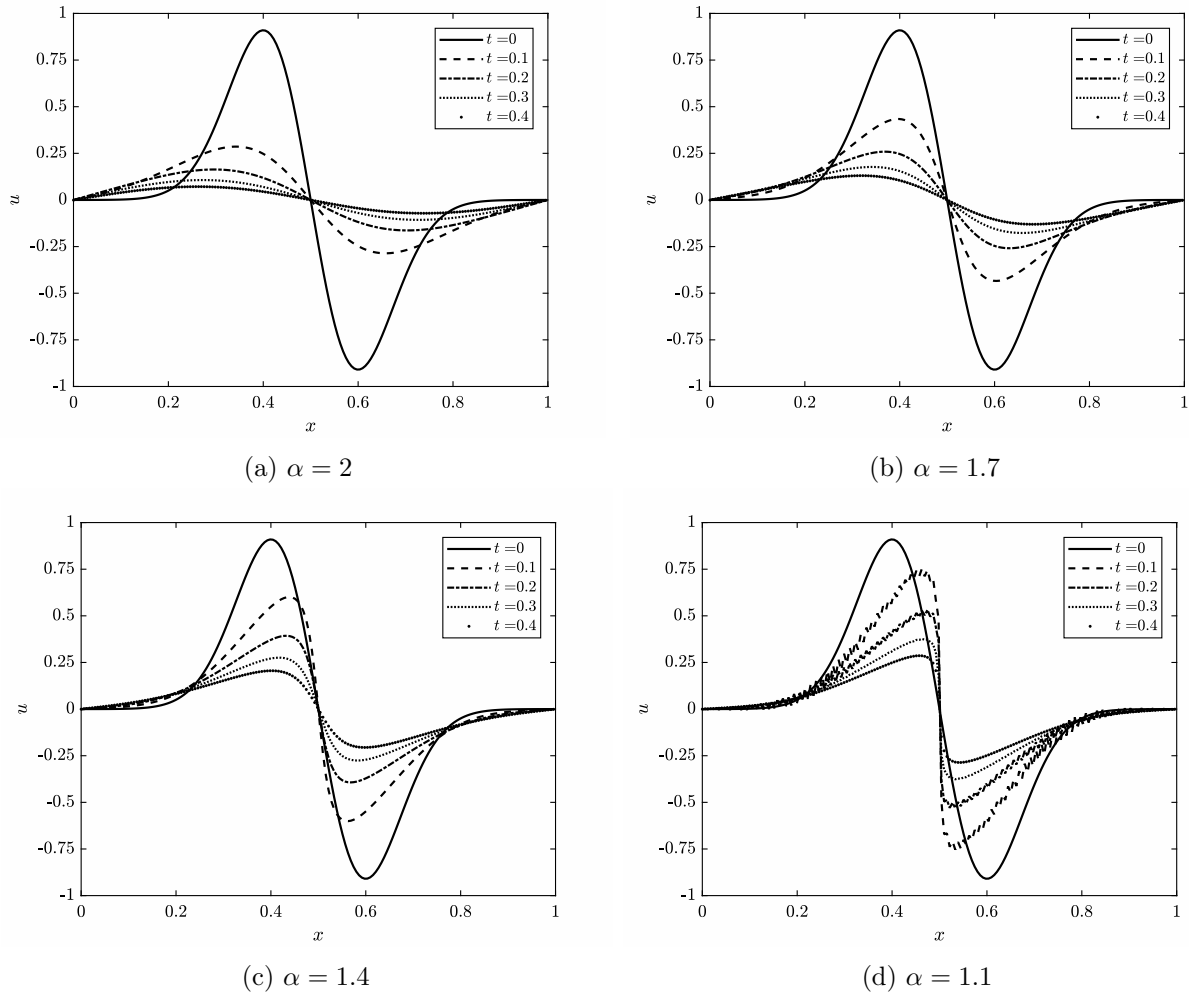 1
0.75
0.5
0.25
0
-0.25
-0.5
-0.75
-1
u
0 0.2 0.4 0.6 0.8 1
x
t =0
t =0.1
t =0.2
t =0.3
t =0.4
(a) α = 2
1
0.75
0.5
0.25
0
-0.25
-0.5
-0.75
-1
u
0 0.2 0.4 0.6 0.8 1
x
t =0
t =0.1
t =0.2
t =0.3
t =0.4
(b) α = 1.7
1
0.75
0.5
0.25
0
-0.25
-0.5
-0.75
-1
u
0 0.2 0.4 0.6 0.8 1
x
t =0
t =0.1
t =0.2
t =0.3
t =0.4
(c) α = 1.4
1
0.75
0.5
0.25
0
-0.25
-0.5
-0.75
-1
u
0 0.2 0.4 0.6 0.8 1
x
t =0
t =0.1
t =0.2
t =0.3
t =0.4
(d) α = 1.1